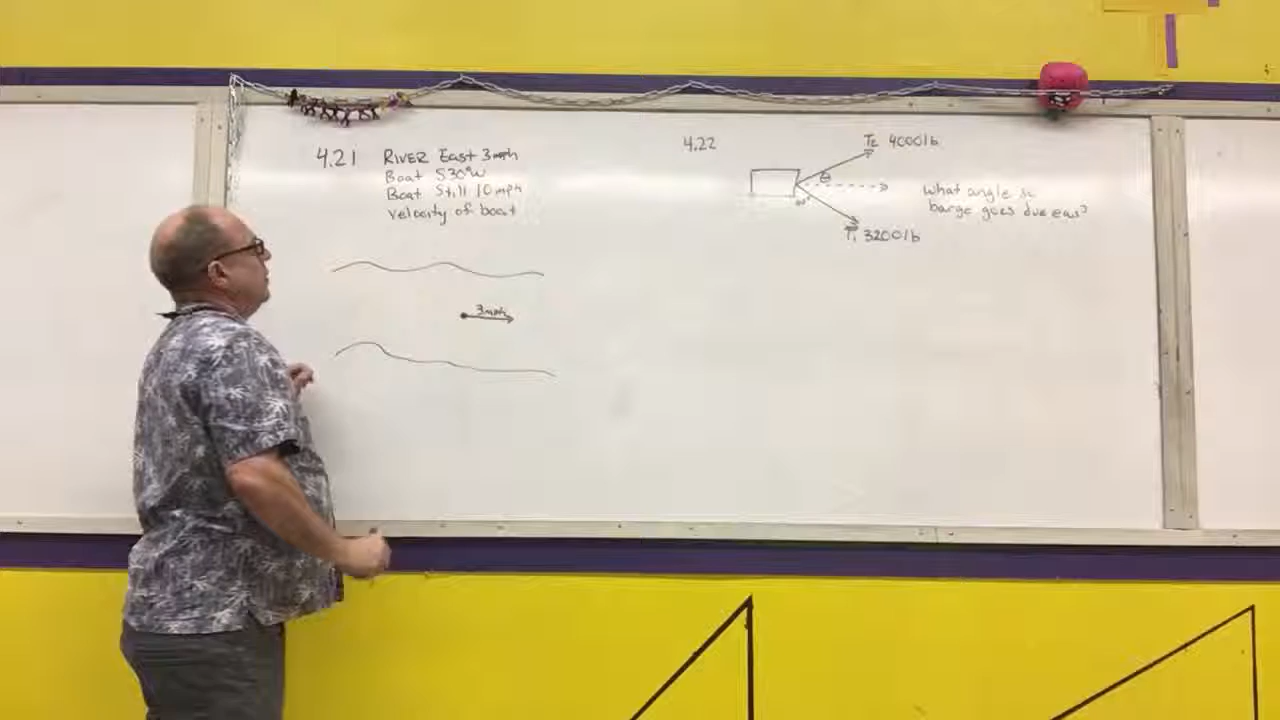 4.21 RIVER East 3mph
Boat S30°W
Boat Still 10mph
velocity of boat
3mph
4.22
T2 4000lb
θ
T1 3200lb
What angle so
barge goes due east?